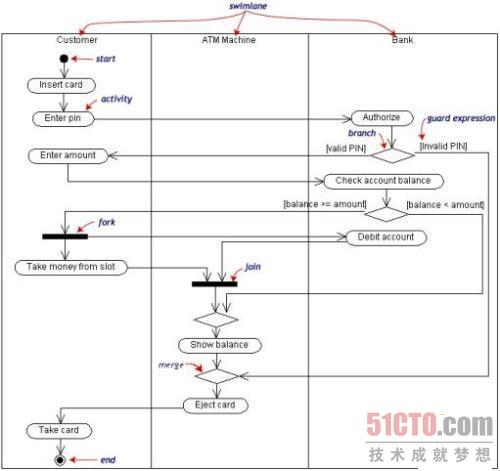 swimlane
Customer
ATM Machine
Bank
start
Insert card
activity
Enter pin
Authorize
guard expression
branch
[valid PIN]
[Invalid PIN]
Enter amount
Check account balance
[balance >= amount]
[balance < amount]
fork
Debit account
Take money from slot
join
Show balance
merge
Eject card
Take card
end
51CTO.com
技术成就梦想